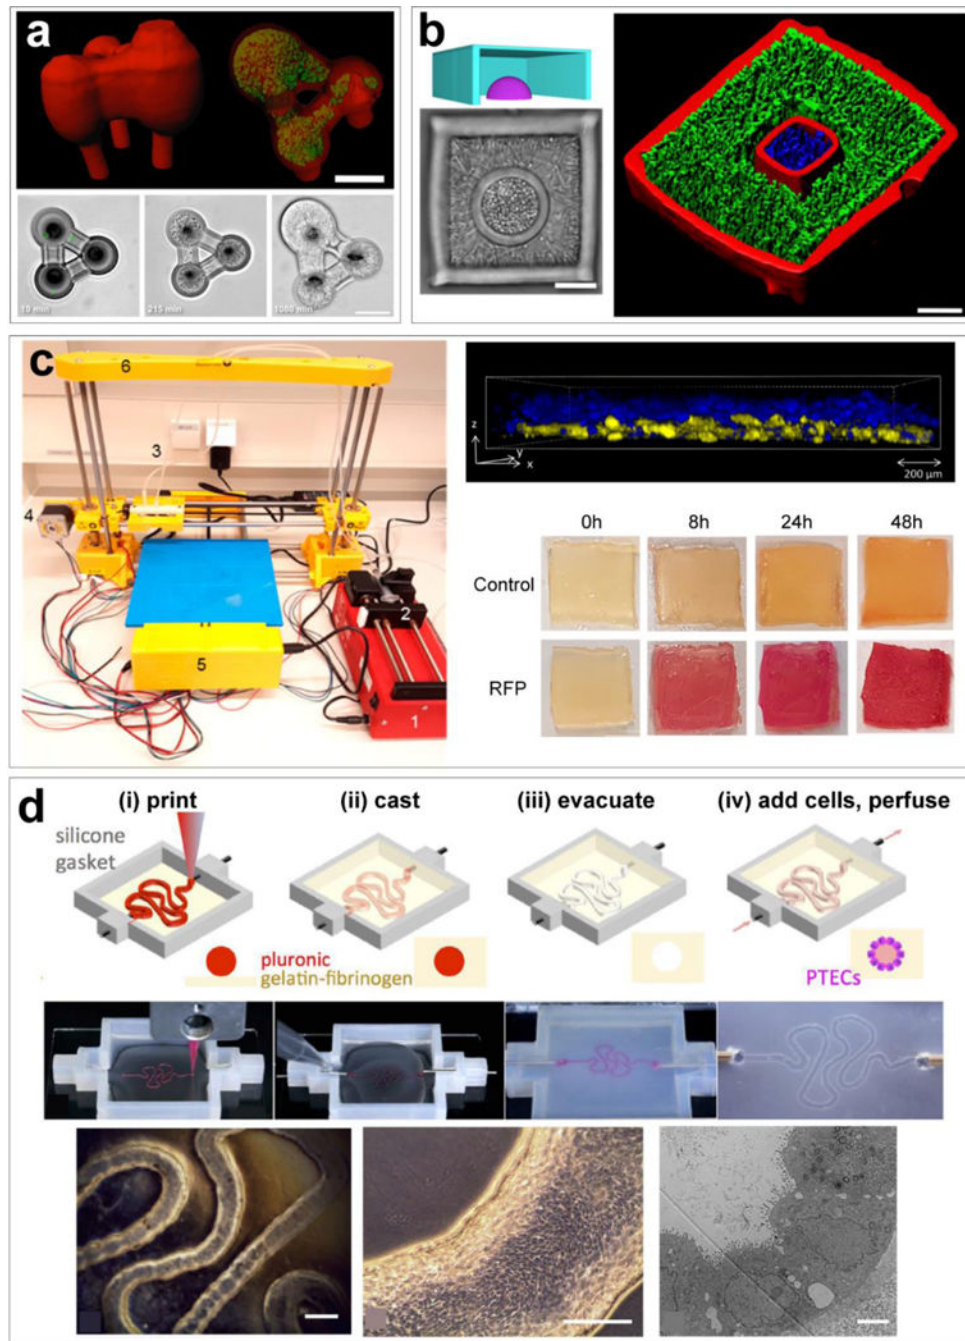 a
10 min
215 min
1080 min
b
c
6
3
4
2
5
1
z
y
x
200 µm
0h 8h 24h 48h
Control
RFP
d
(i) print (ii) cast (iii) evacuate (iv) add cells, perfuse
silicone
gasket
pluronic
gelatin-fibrinogen
PTECs